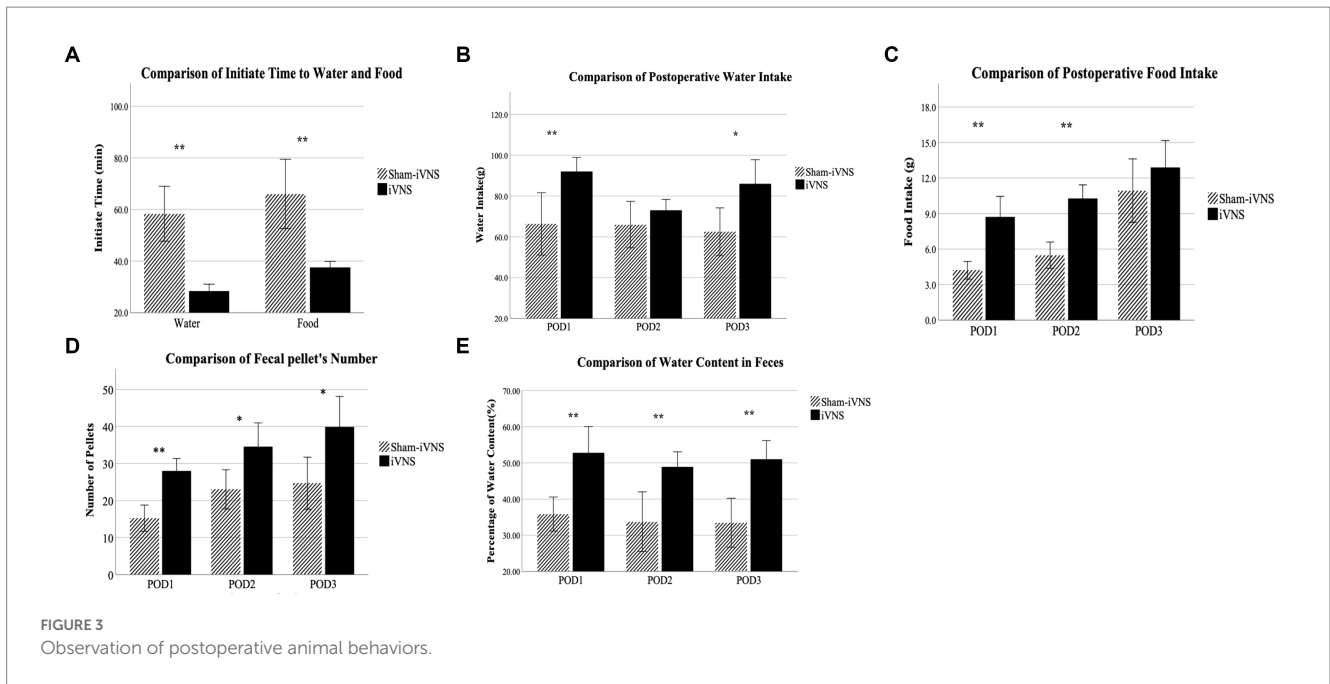 A
Comparison of Initiate Time to Water and Food
Initiate Time (min)
100.0
80.0
60.0
40.0
20.0
**
**
Water
Food
Sham-iVNS
iVNS
B
Comparison of Postoperative Water Intake
Water Intake(g)
120.0
100.0
80.0
60.0
40.0
20.0
**
*
POD1
POD2
POD3
Sham-iVNS
iVNS
C
Comparison of Postoperative Food Intake
Food Intake (g)
18.0
15.0
12.0
9.0
6.0
3.0
0.0
**
**
POD1
POD2
POD3
Sham-iVNS
iVNS
D
Comparison of Fecal pellet's Number
Number of Pellets
50
40
30
20
10
0
**
*
*
POD1
POD2
POD3
Sham-iVNS
iVNS
E
Comparison of Water Content in Feces
Percentage of Water Content(%)
70.00
60.00
50.00
40.00
30.00
20.00
**
**
**
POD1
POD2
POD3
Sham-iVNS
iVNS
FIGURE 3
Observation of postoperative animal behaviors.